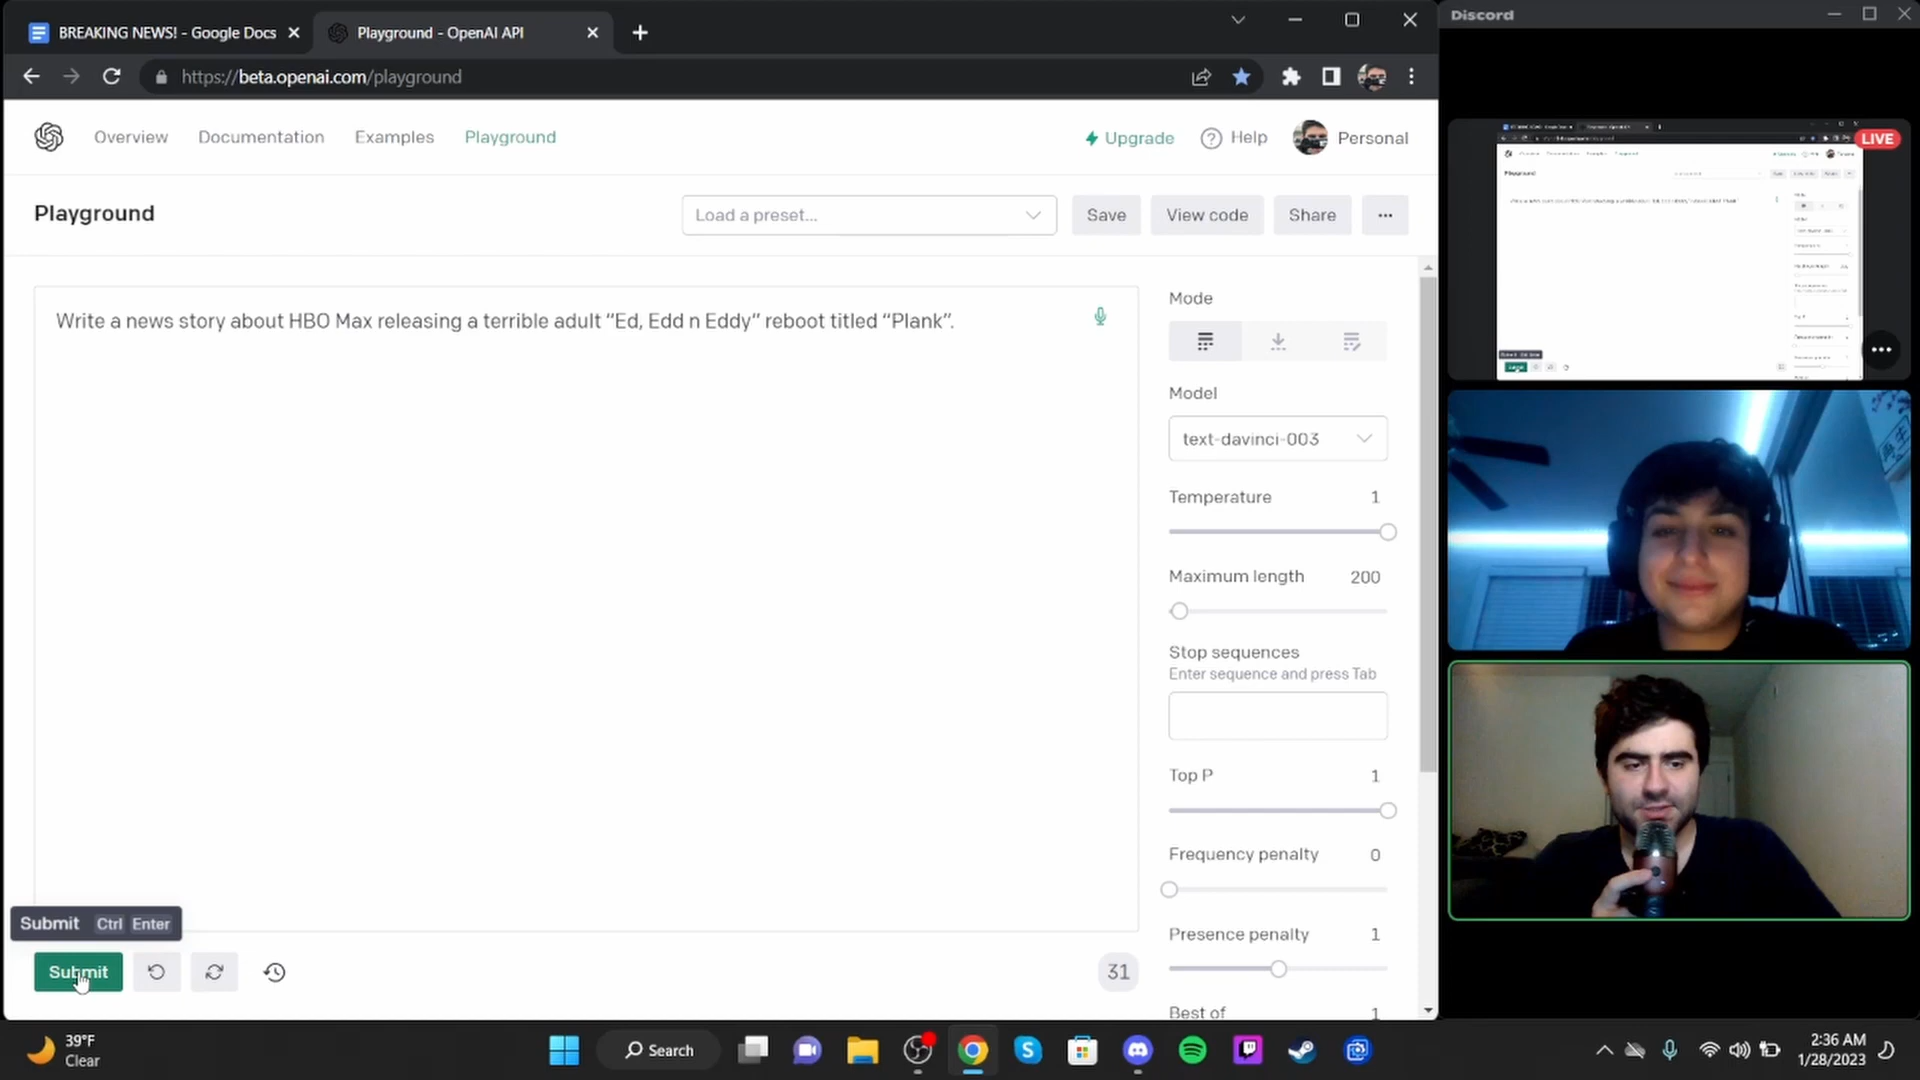 BREAKING NEWS! - Google Docs
Playground - OpenAI API
Discord
https://beta.openai.com/playground
Overview
Documentation
Examples
Playground
Upgrade
Help
Personal
LIVE
Playground
Load a preset...
Save
View code
Share
Write a news story about HBO Max releasing a terrible adult “Ed, Edd n Eddy” reboot titled “Plank”.
Mode
Model
text-davinci-003
Temperature
1
Maximum length
200
Stop sequences
Enter sequence and press Tab
Top P
1
Frequency penalty
0
Presence penalty
1
Best of
1
Submit Ctrl Enter
Submit
31
39°F
Clear
Search
2:36 AM
1/28/2023